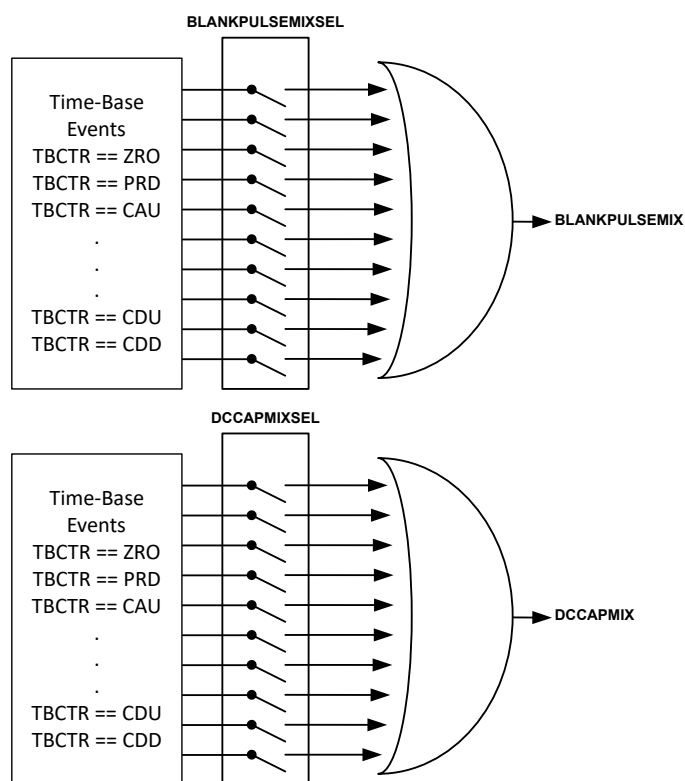 BLANKPULSEMIXSEL
Time-Base
Events
TBCTR == ZRO
TBCTR == PRD
TBCTR == CAU
.
.
.
TBCTR == CDU
TBCTR == CDD
BLANKPULSEMIX
DCCAPMIXSEL
Time-Base
Events
TBCTR == ZRO
TBCTR == PRD
TBCTR == CAU
.
.
.
TBCTR == CDU
TBCTR == CDD
DCCAPMIX